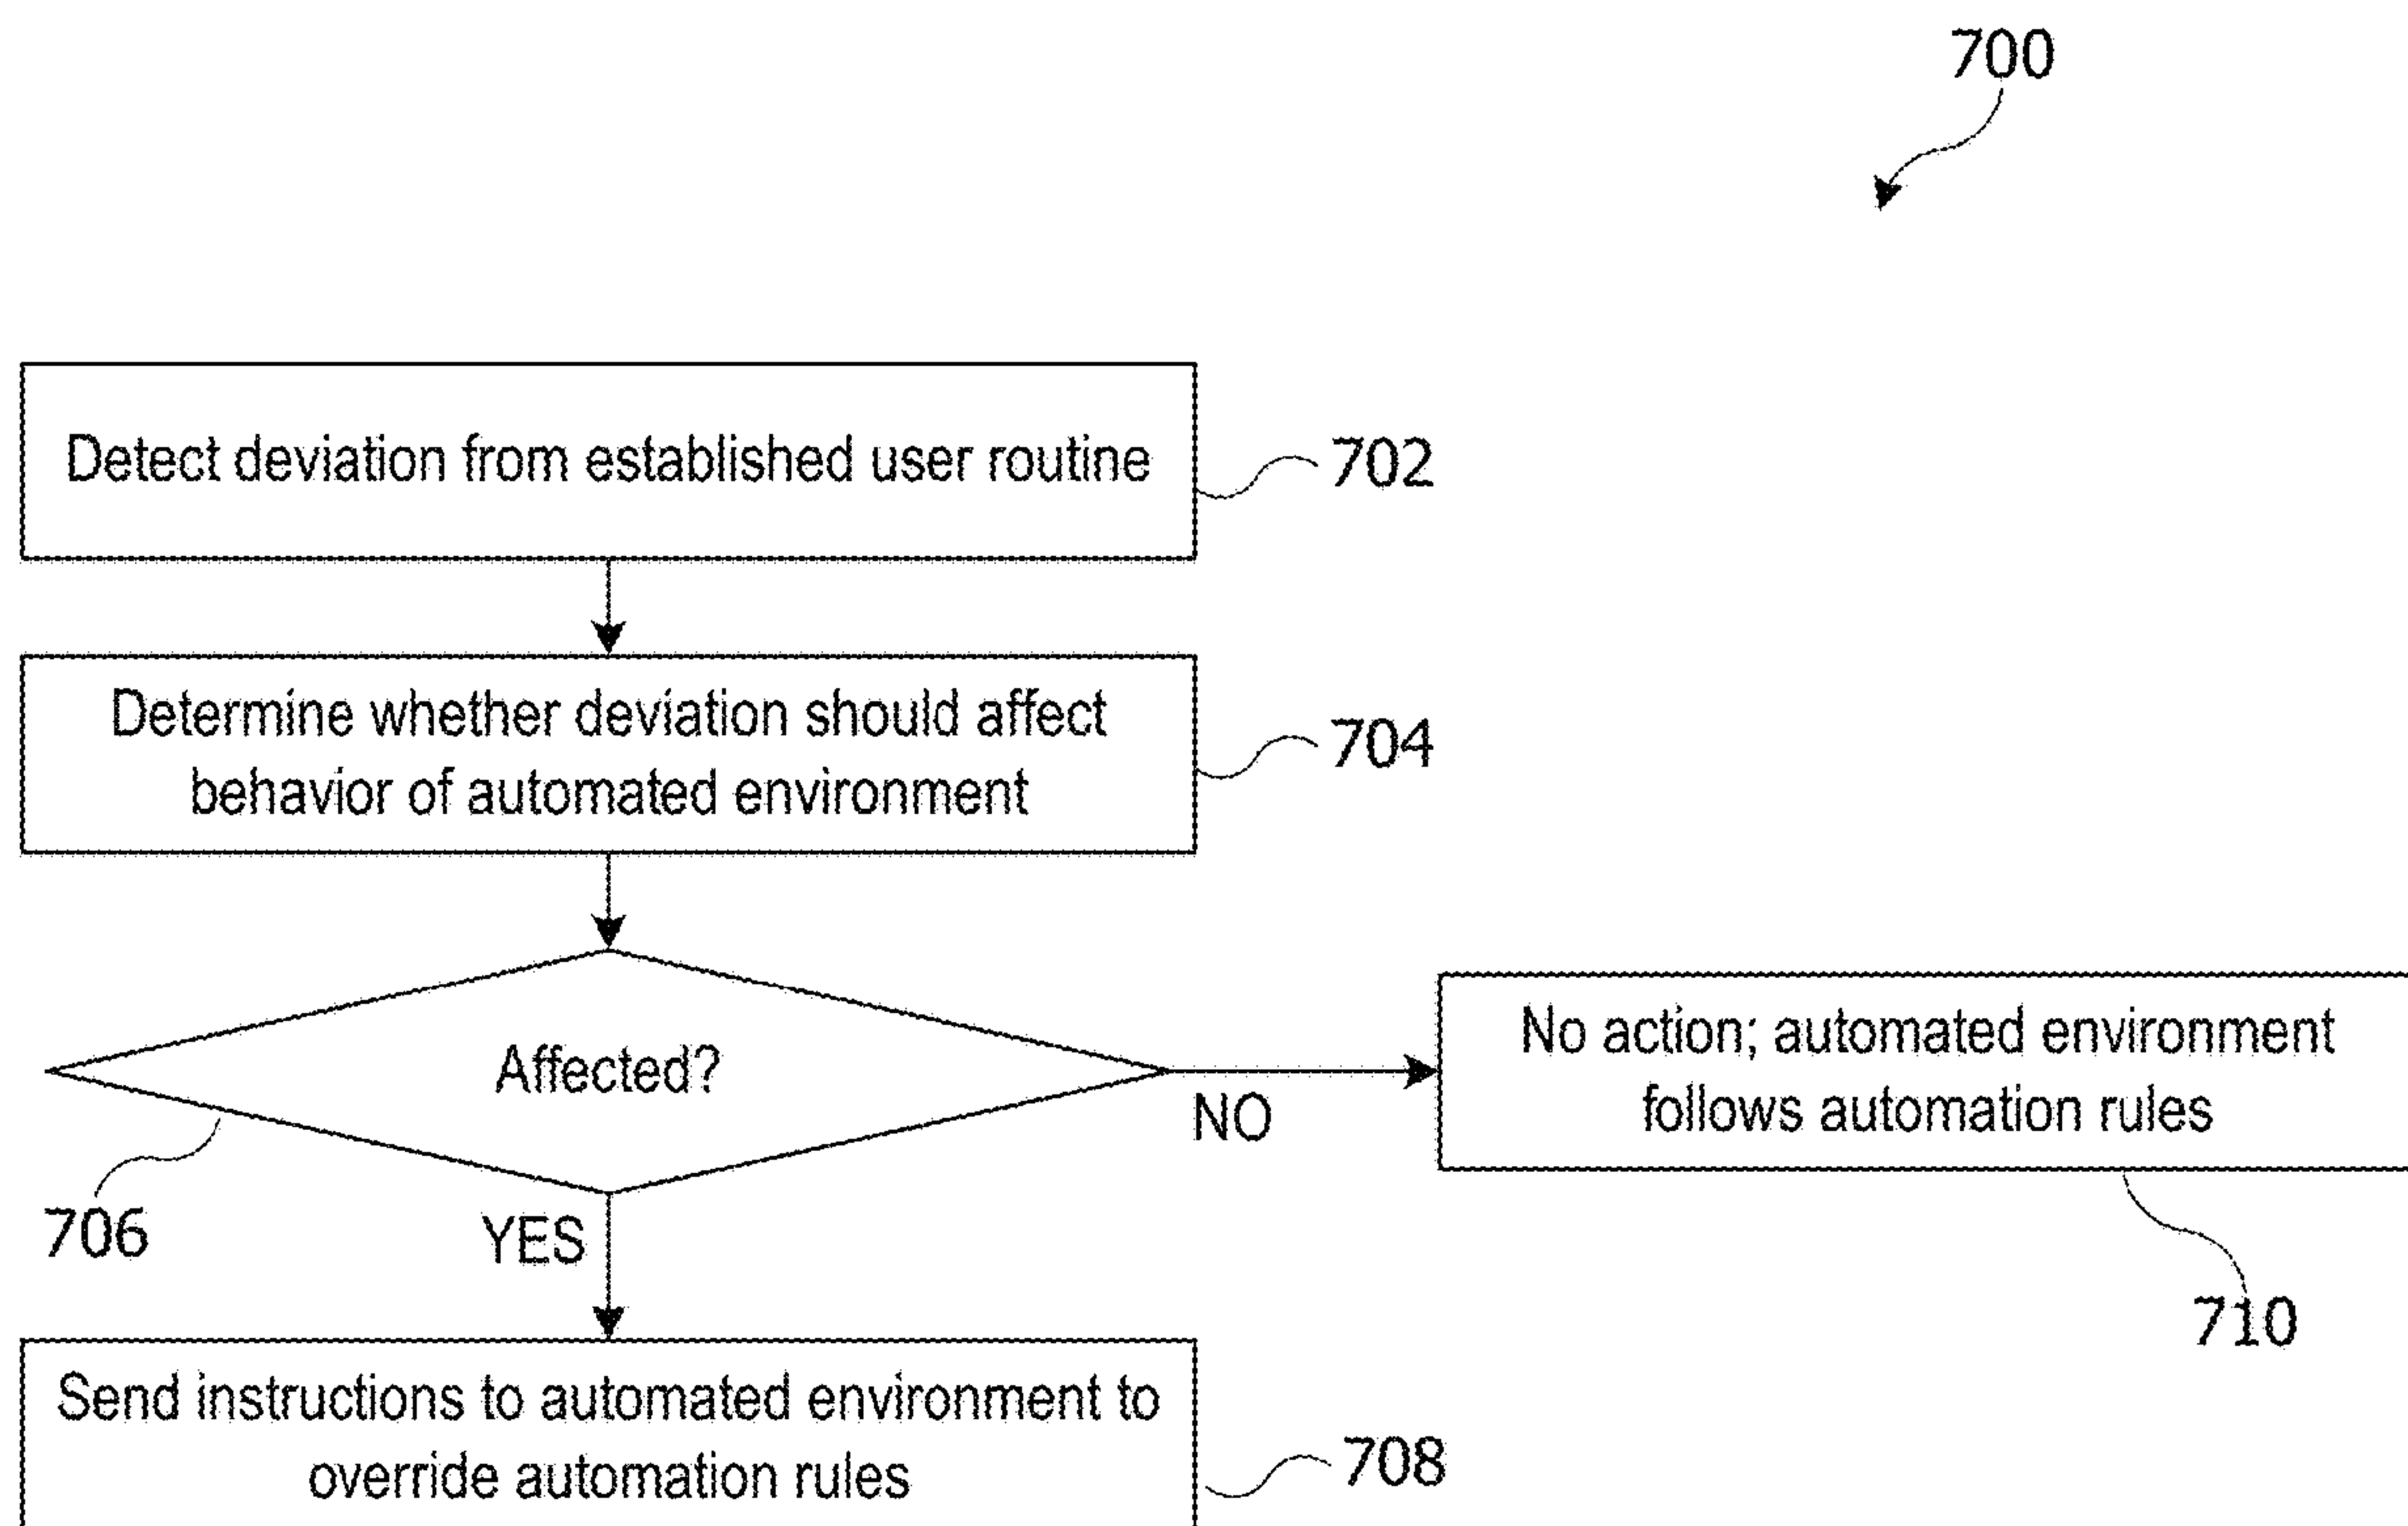 700
Detect deviation from established user routine
702
Determine whether deviation should affect
behavior of automated environment
704
Affected?
706
NO
YES
No action; automated environment
follows automation rules
710
Send instructions to automated environment to
override automation rules
708